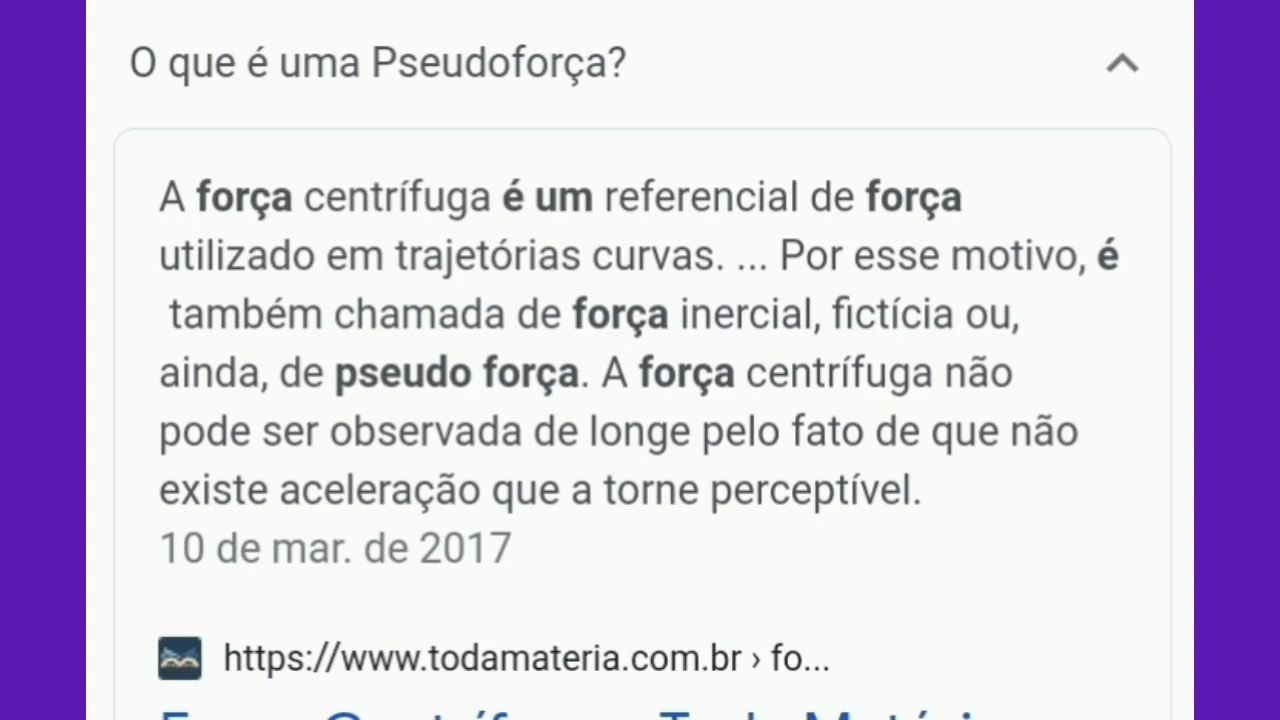 O que é uma Pseudoforça?
A força centrífuga é um referencial de força
utilizado em trajetórias curvas. ... Por esse motivo, é
também chamada de força inercial, fictícia ou,
ainda, de pseudo força. A força centrífuga não
pode ser observada de longe pelo fato de que não
existe aceleração que a torne perceptível.
10 de mar. de 2017
https://www.todamateria.com.br › fo...